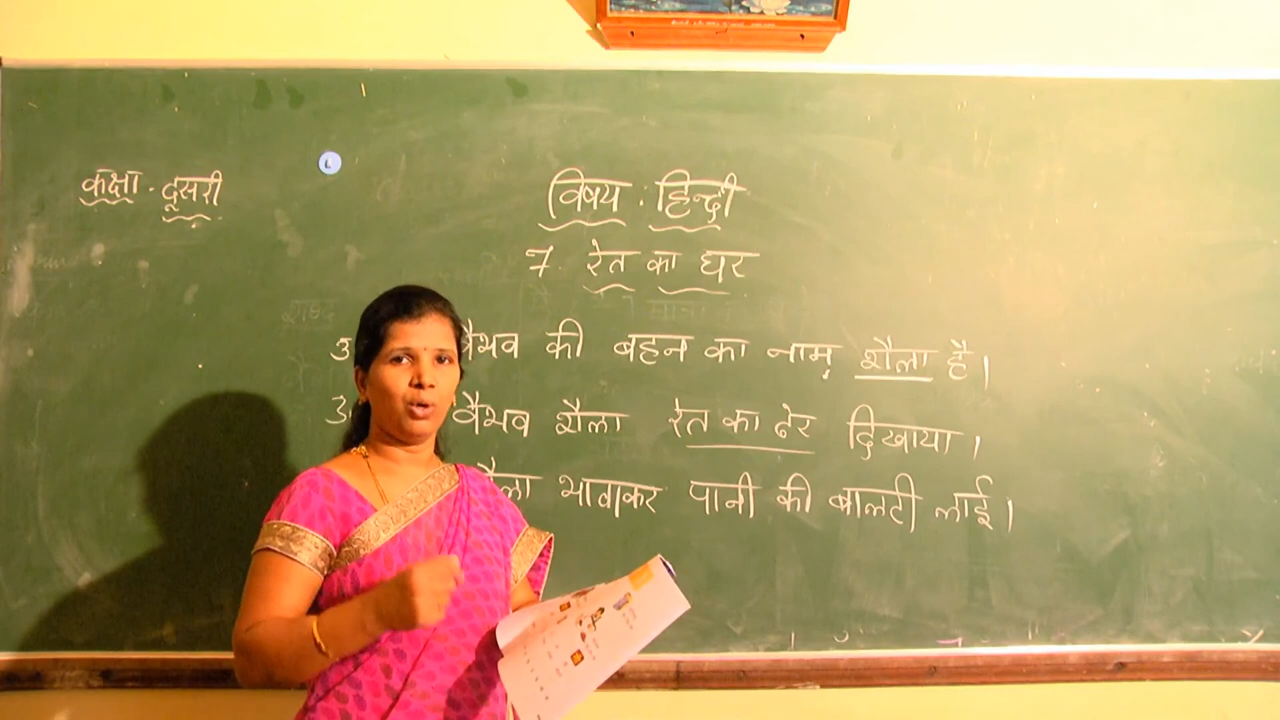 कक्षा - दूसरी
विषय : हिन्दी
7. रेत का घर
वैभव की बहन का नाम शैला है।
वैभव शैला रेत का ढेर दिखाया।
शैला भागकर पानी की बाल्टी लाई।